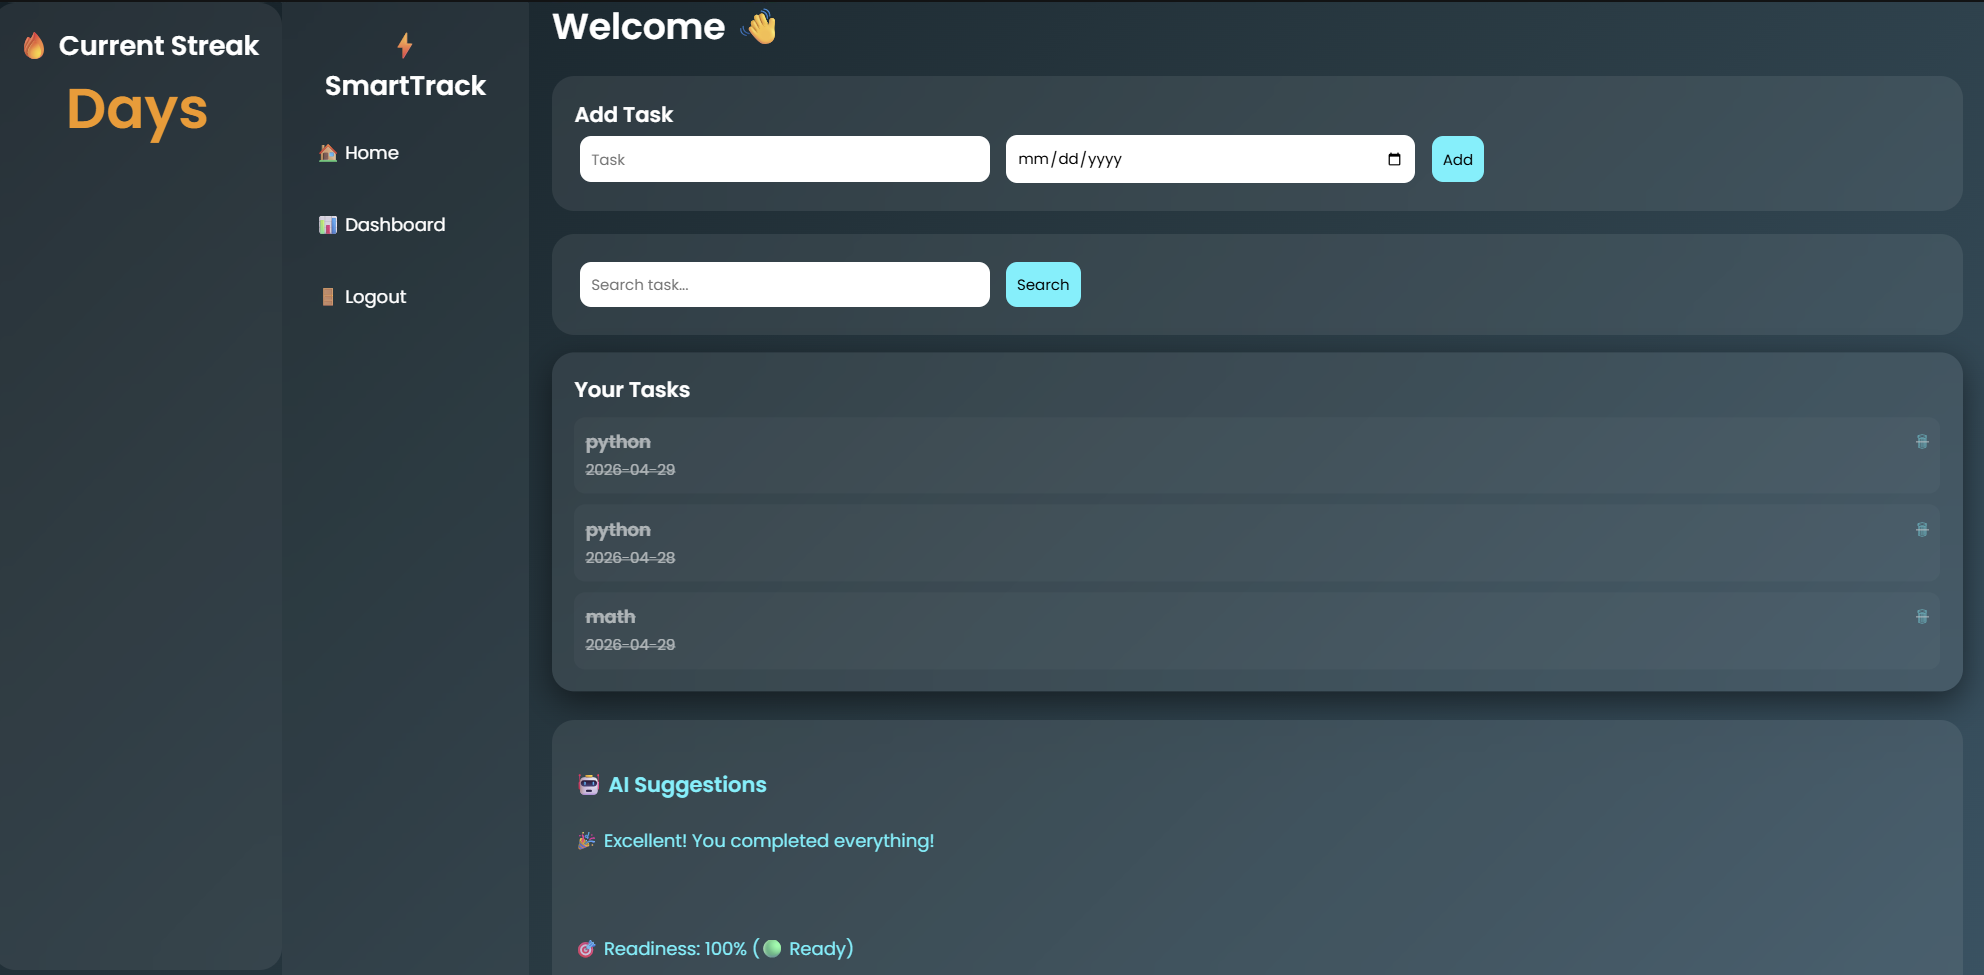 🔥 Current Streak
Days
⚡
SmartTrack
🏠 Home
📊 Dashboard
🚪 Logout
Welcome 👋
Add Task
Task
mm/dd/yyyy
Add
Search task...
Search
Your Tasks
python
2026-04-29
python
2026-04-28
math
2026-04-29
🤖 AI Suggestions
🎉 Excellent! You completed everything!
🎯 Readiness: 100% (🟢 Ready)